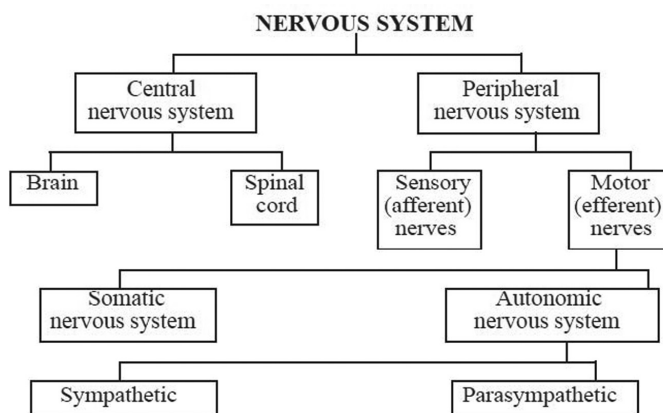 NERVOUS SYSTEM
Central
nervous system
Peripheral
nervous system
Brain
Spinal
cord
Sensory
(afferent)
nerves
Motor
(efferent)
nerves
Somatic
nervous system
Autonomic
nervous system
Sympathetic
Parasympathetic